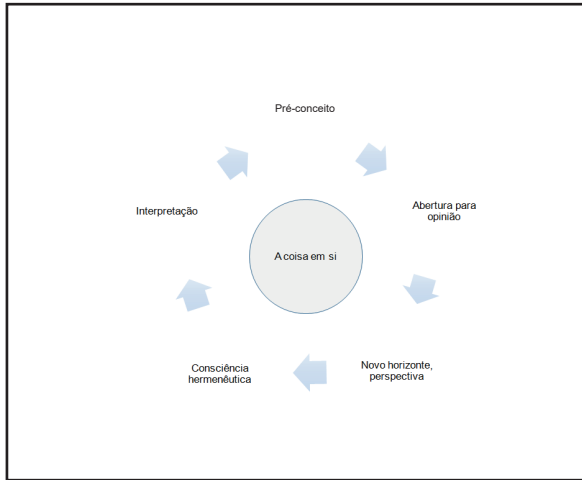 Pré-conceito
Abertura para
opinião
Novo horizonte,
perspectiva
Consciência
hermenêutica
Interpretação
A coisa em si